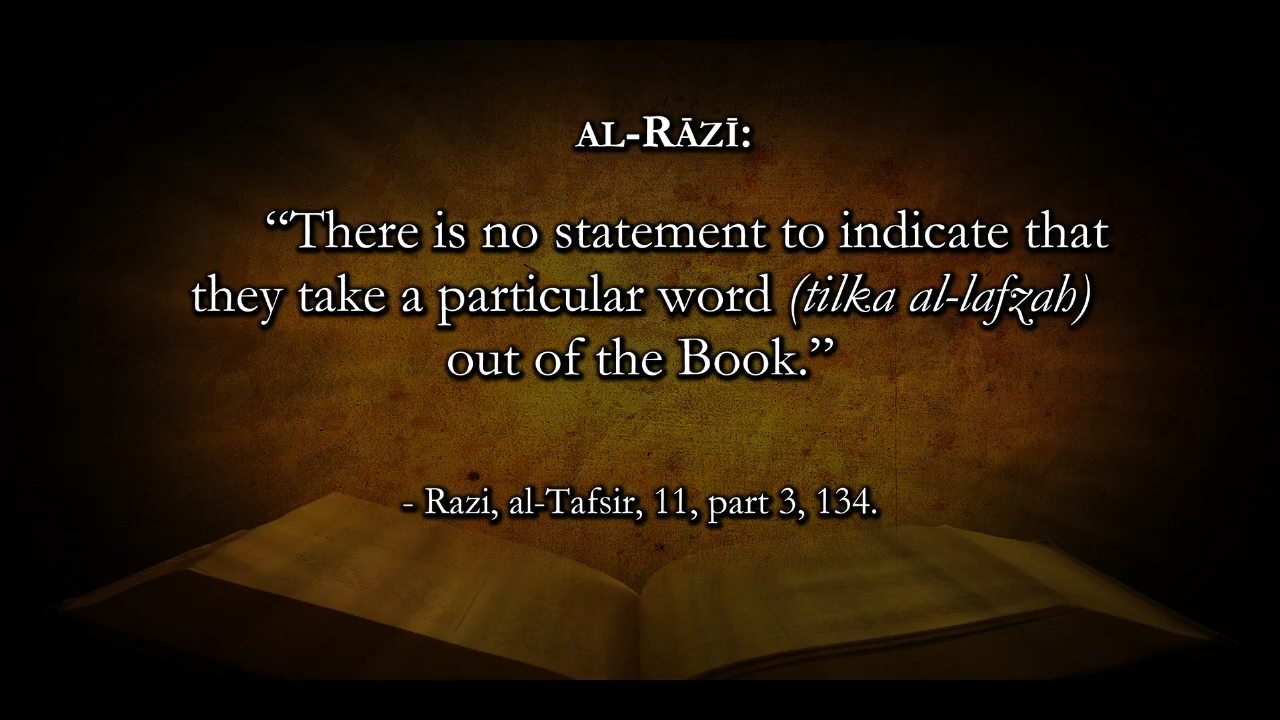 AL-RĀZĪ:
“There is no statement to indicate that
they take a particular word (tilka al-lafẓah)
out of the Book.”
- Razi, al-Tafsir, 11, part 3, 134.